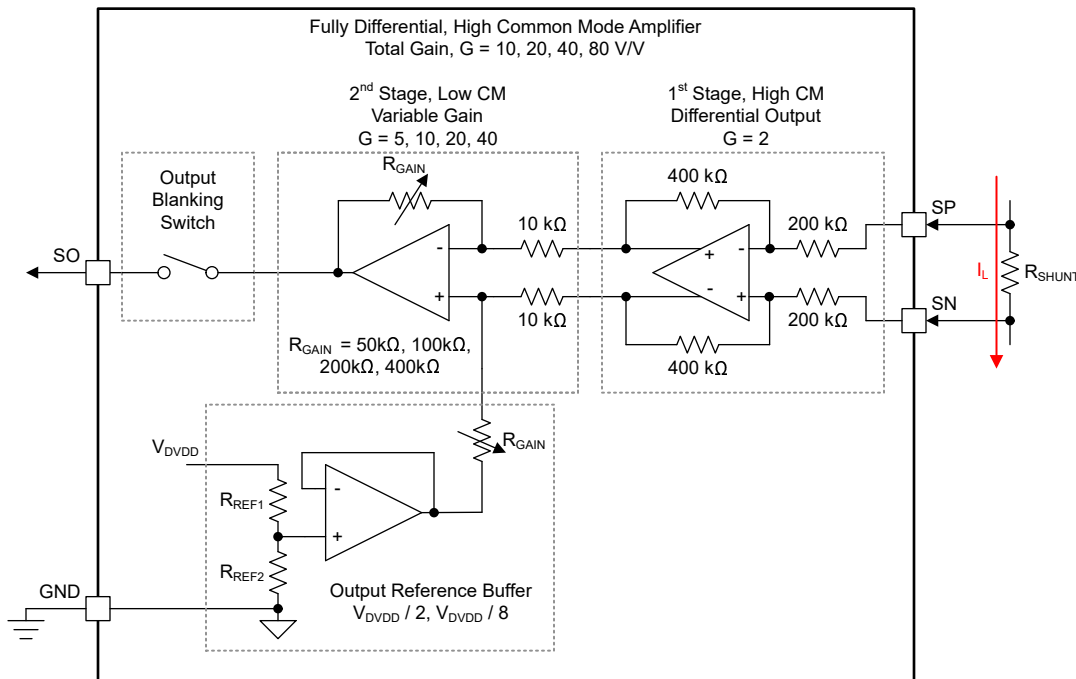 Fully Differential, High Common Mode Amplifier
Total Gain, G = 10, 20, 40, 80 V/V
2nd Stage, Low CM
Variable Gain
G = 5, 10, 20, 40
1st Stage, High CM
Differential Output
G = 2
Output
Blanking
Switch
RGAIN
400 kΩ
10 kΩ
200 kΩ
SP
SO
-
+
-
+
-
+
IL
RSHUNT
SN
10 kΩ
200 kΩ
RGAIN = 50kΩ, 100kΩ,
200kΩ, 400kΩ
400 kΩ
VDVDD
RGAIN
RREF1
-
+
RREF2
GND
Output Reference Buffer
VDVDD / 2, VDVDD / 8